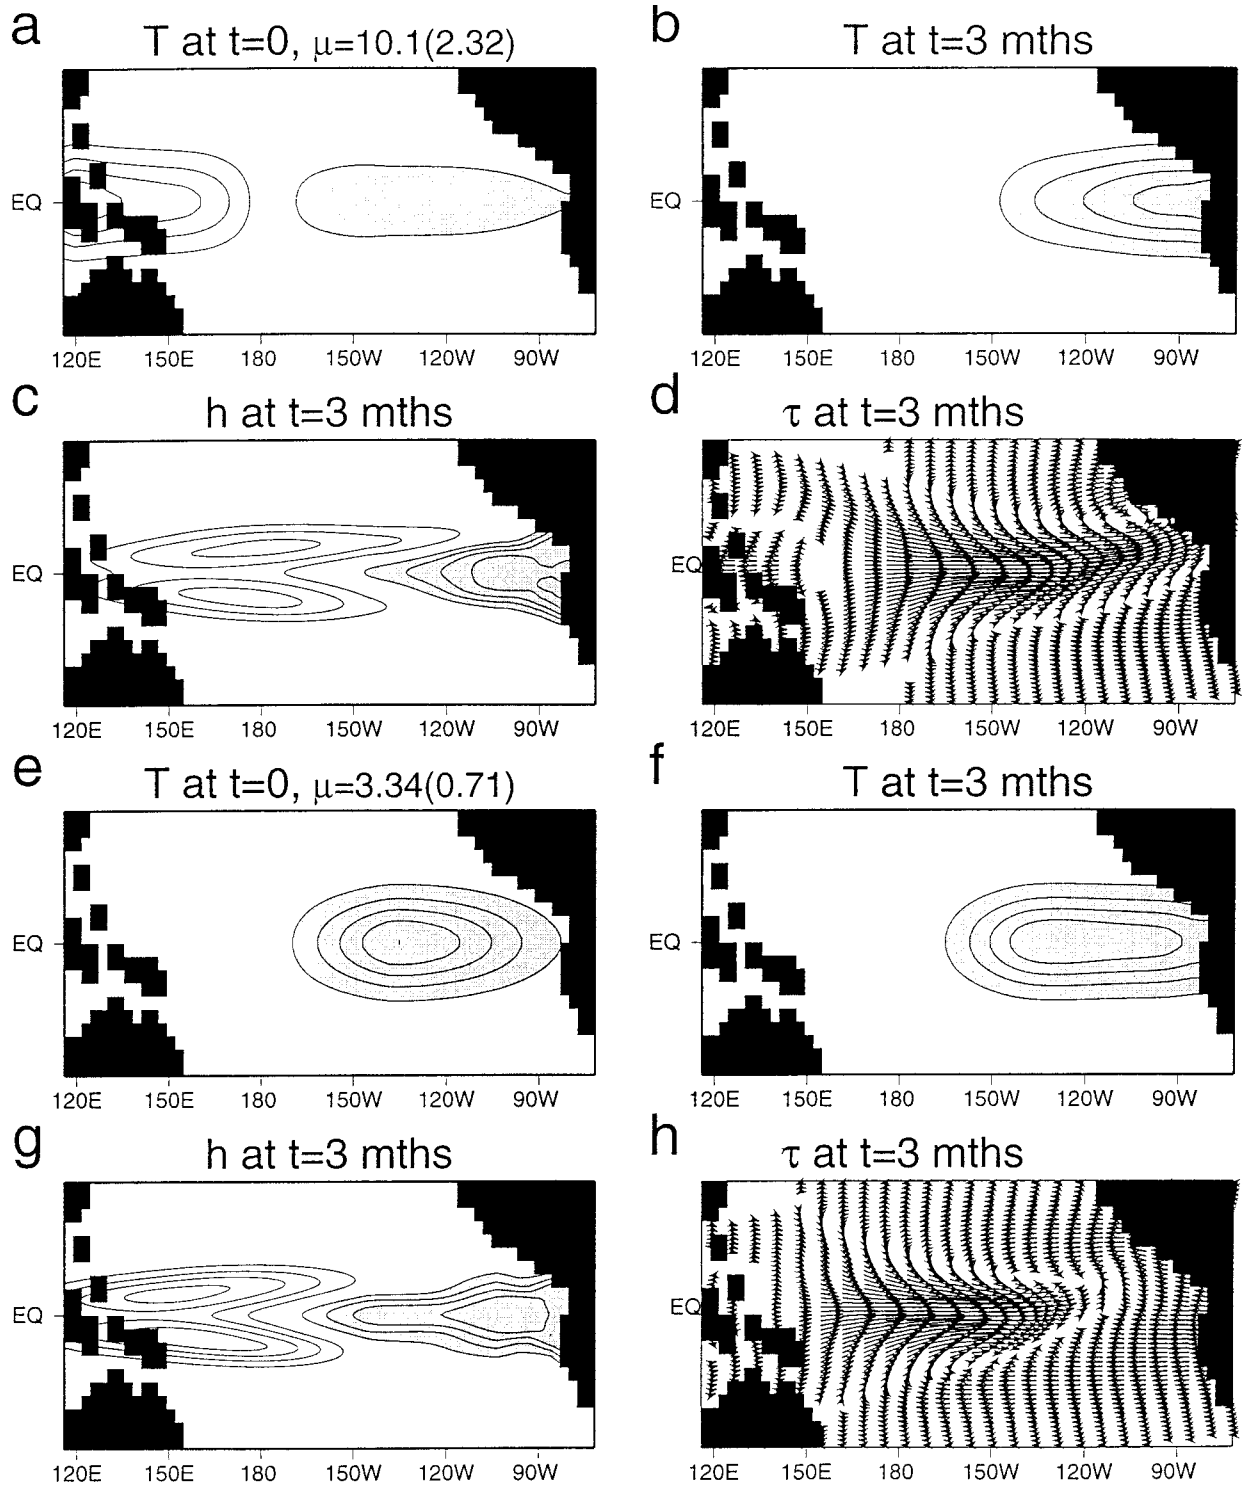 a
T at t=0, μ=10.1(2.32)
b
T at t=3 mths
EQ
EQ
120E 150E 180 150W 120W 90W
120E 150E 180 150W 120W 90W
c
h at t=3 mths
d
τ at t=3 mths
EQ
EQ
120E 150E 180 150W 120W 90W
120E 150E 180 150W 120W 90W
e
T at t=0, μ=3.34(0.71)
f
T at t=3 mths
EQ
EQ
120E 150E 180 150W 120W 90W
120E 150E 180 150W 120W 90W
g
h at t=3 mths
h
τ at t=3 mths
EQ
EQ
120E 150E 180 150W 120W 90W
120E 150E 180 150W 120W 90W